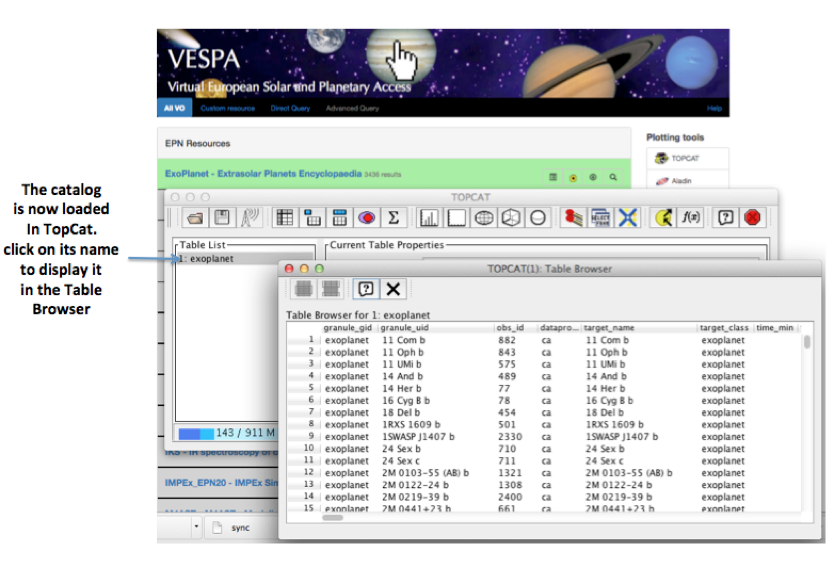 VESPA
Virtual European Solar and Planetary Access
All VO Custom resource Direct Query Advanced Query Help
EPN Resources
Plotting tools
ExoPlanet - Extrasolar Planets Encyclopaedia 3436 results
TOPCAT
Aladin
The catalog
is now loaded
In TopCat.
click on its name
to display it
in the Table
Browser
TOPCAT
Σ
f(x)
Table List
Current Table Properties
1: exoplanet
TOPCAT(1): Table Browser
Table Browser for 1: exoplanet
granule_gid granule_uid obs_id datapro... target_name target_class time_min
1 exoplanet 11 Com b 882 ca 11 Com b exoplanet
2 exoplanet 11 Oph b 843 ca 11 Oph b exoplanet
3 exoplanet 11 UMi b 575 ca 11 UMi b exoplanet
4 exoplanet 14 And b 489 ca 14 And b exoplanet
5 exoplanet 14 Her b 77 ca 14 Her b exoplanet
6 exoplanet 16 Cyg B b 78 ca 16 Cyg B b exoplanet
7 exoplanet 18 Del b 454 ca 18 Del b exoplanet
8 exoplanet 1RXS 1609 b 501 ca 1RXS 1609 b exoplanet
9 exoplanet 1SWASP J1407 b 2330 ca 1SWASP J1407 b exoplanet
10 exoplanet 24 Sex b 710 ca 24 Sex b exoplanet
11 exoplanet 24 Sex c 711 ca 24 Sex c exoplanet
12 exoplanet 2M 0103-55 (AB) b 1321 ca 2M 0103-55 (AB) b exoplanet
13 exoplanet 2M 0122-24 b 1308 ca 2M 0122-24 b exoplanet
14 exoplanet 2M 0219-39 b 2400 ca 2M 0219-39 b exoplanet
15 exoplanet 2M 0441+23 b 661 ca 2M 0441+23 b exoplanet
143 / 911 M
IKS - IR spectroscopy of
IMPEx_EPN20 - IMPEx Sim
sync